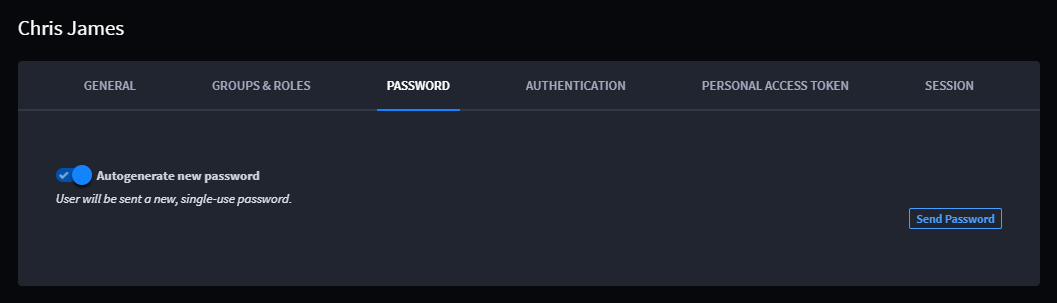 Chris James
GENERAL GROUPS & ROLES PASSWORD AUTHENTICATION PERSONAL ACCESS TOKEN SESSION
Autogenerate new password
User will be sent a new, single-use password.
Send Password